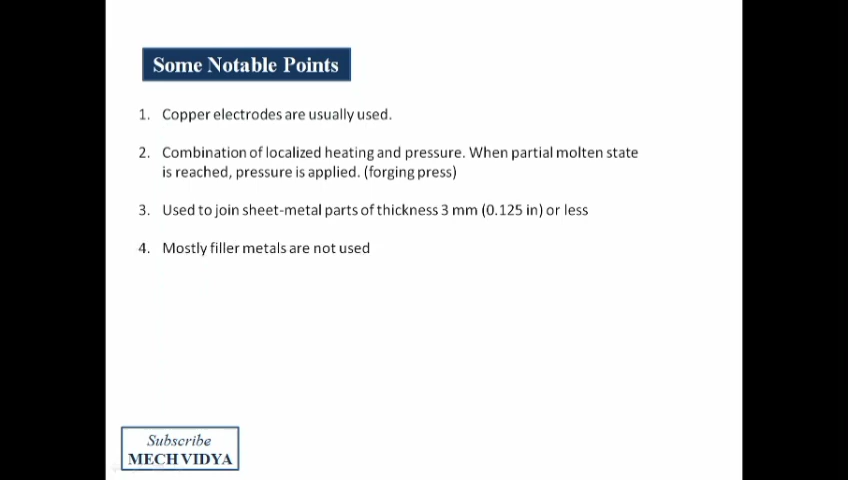 Some Notable Points
1. Copper electrodes are usually used.
2. Combination of localized heating and pressure. When partial molten state
is reached, pressure is applied. (forging press)
3. Used to join sheet-metal parts of thickness 3 mm (0.125 in) or less
4. Mostly filler metals are not used
Subscribe
MECH VIDYA